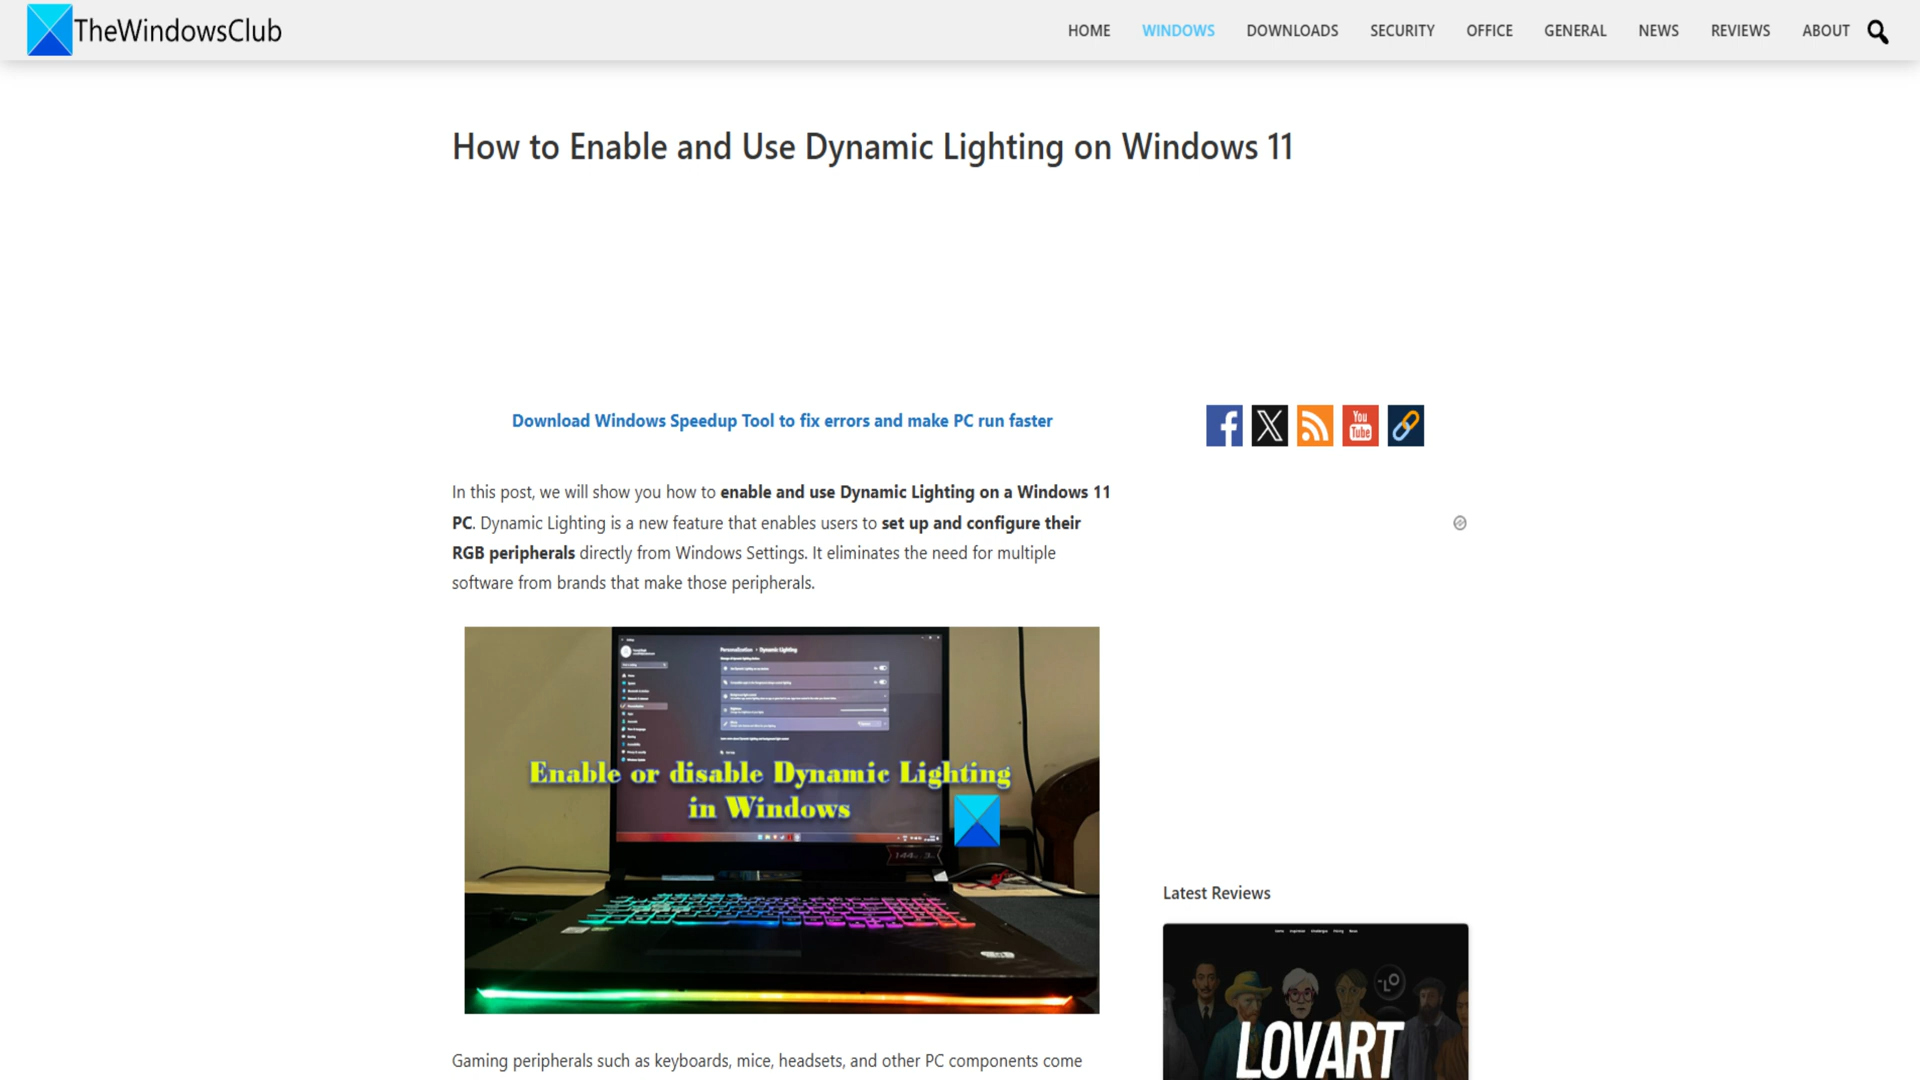 TheWindowsClub
HOME WINDOWS DOWNLOADS SECURITY OFFICE GENERAL NEWS REVIEWS ABOUT
How to Enable and Use Dynamic Lighting on Windows 11
Download Windows Speedup Tool to fix errors and make PC run faster
You
Tube
In this post, we will show you how to enable and use Dynamic Lighting on a Windows 11
PC. Dynamic Lighting is a new feature that enables users to set up and configure their
RGB peripherals directly from Windows Settings. It eliminates the need for multiple
software from brands that make those peripherals.
Personalization > Dynamic Lighting
Enable or disable Dynamic Lighting
in Windows
Latest Reviews
LOVART
Gaming peripherals such as keyboards, mice, headsets, and other PC components come